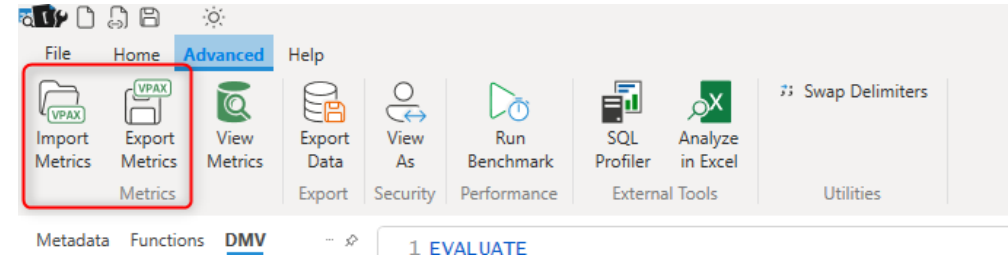 File Home Advanced Help
VPAX VPAX
Import Export View Export View Run SQL Analyze ;; Swap Delimiters
Metrics Metrics Metrics Data As Benchmark Profiler in Excel
Metrics Export Security Performance External Tools Utilities
Metadata Functions DMV
1 EVALUATE